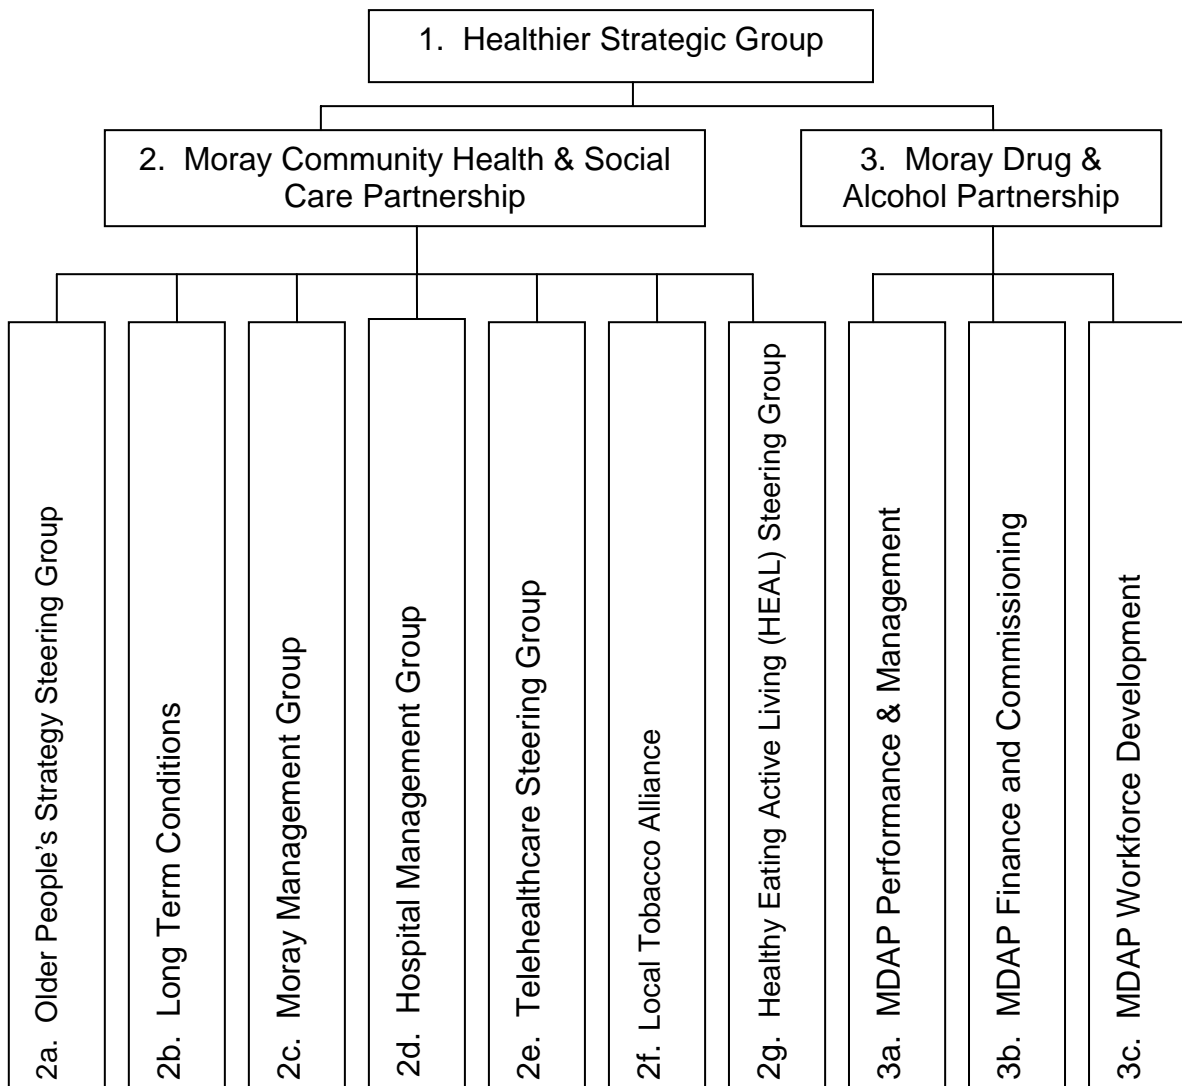 1. Healthier Strategic Group
2. Moray Community Health & Social
Care Partnership
3. Moray Drug &
Alcohol Partnership
2a. Older People’s Strategy Steering Group
2b. Long Term Conditions
2c. Moray Management Group
2d. Hospital Management Group
2e. Telehealthcare Steering Group
2f. Local Tobacco Alliance
2g. Healthy Eating Active Living (HEAL) Steering Group
3a. MDAP Performance & Management
3b. MDAP Finance and Commissioning
3c. MDAP Workforce Development